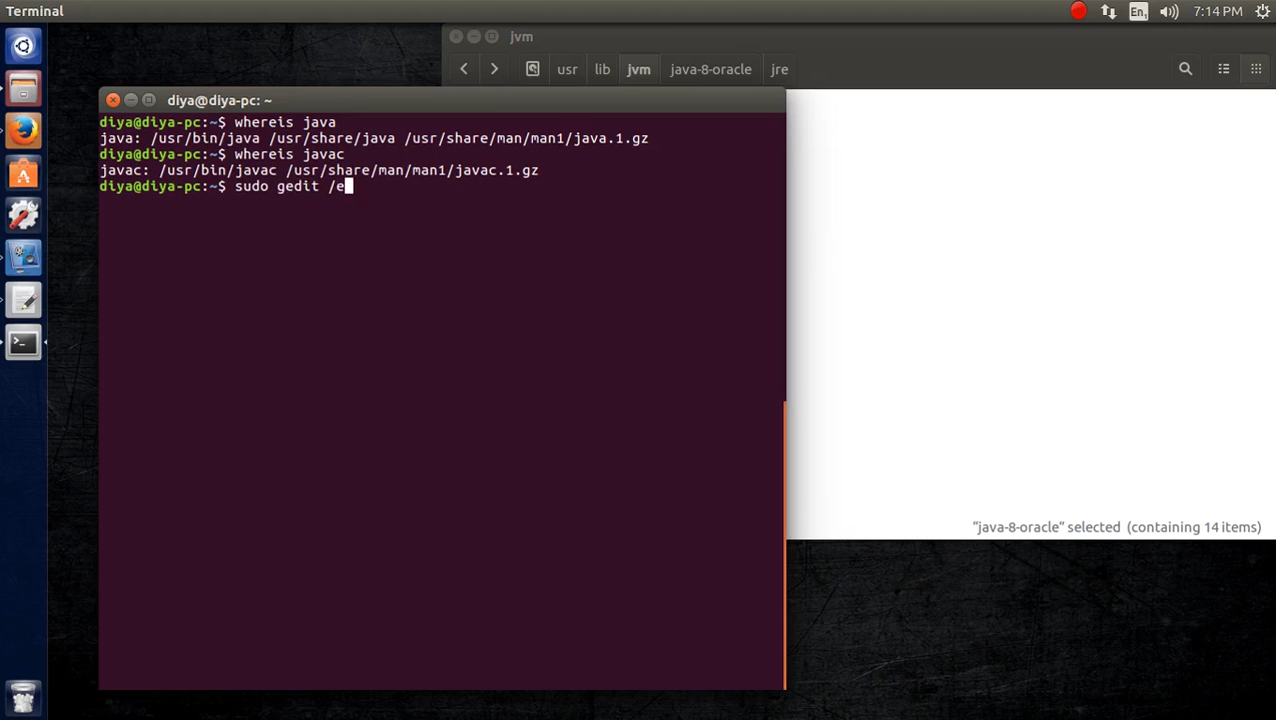 Terminal
En1
7:14 PM
jvm
usr lib jvm java-8-oracle jre
diya@diya-pc: ~
diya@diya-pc:~$ whereis java
java: /usr/bin/java /usr/share/java /usr/share/man/man1/java.1.gz
diya@diya-pc:~$ whereis javac
javac: /usr/bin/javac /usr/share/man/man1/javac.1.gz
diya@diya-pc:~$ sudo gedit /e
"java-8-oracle" selected (containing 14 items)